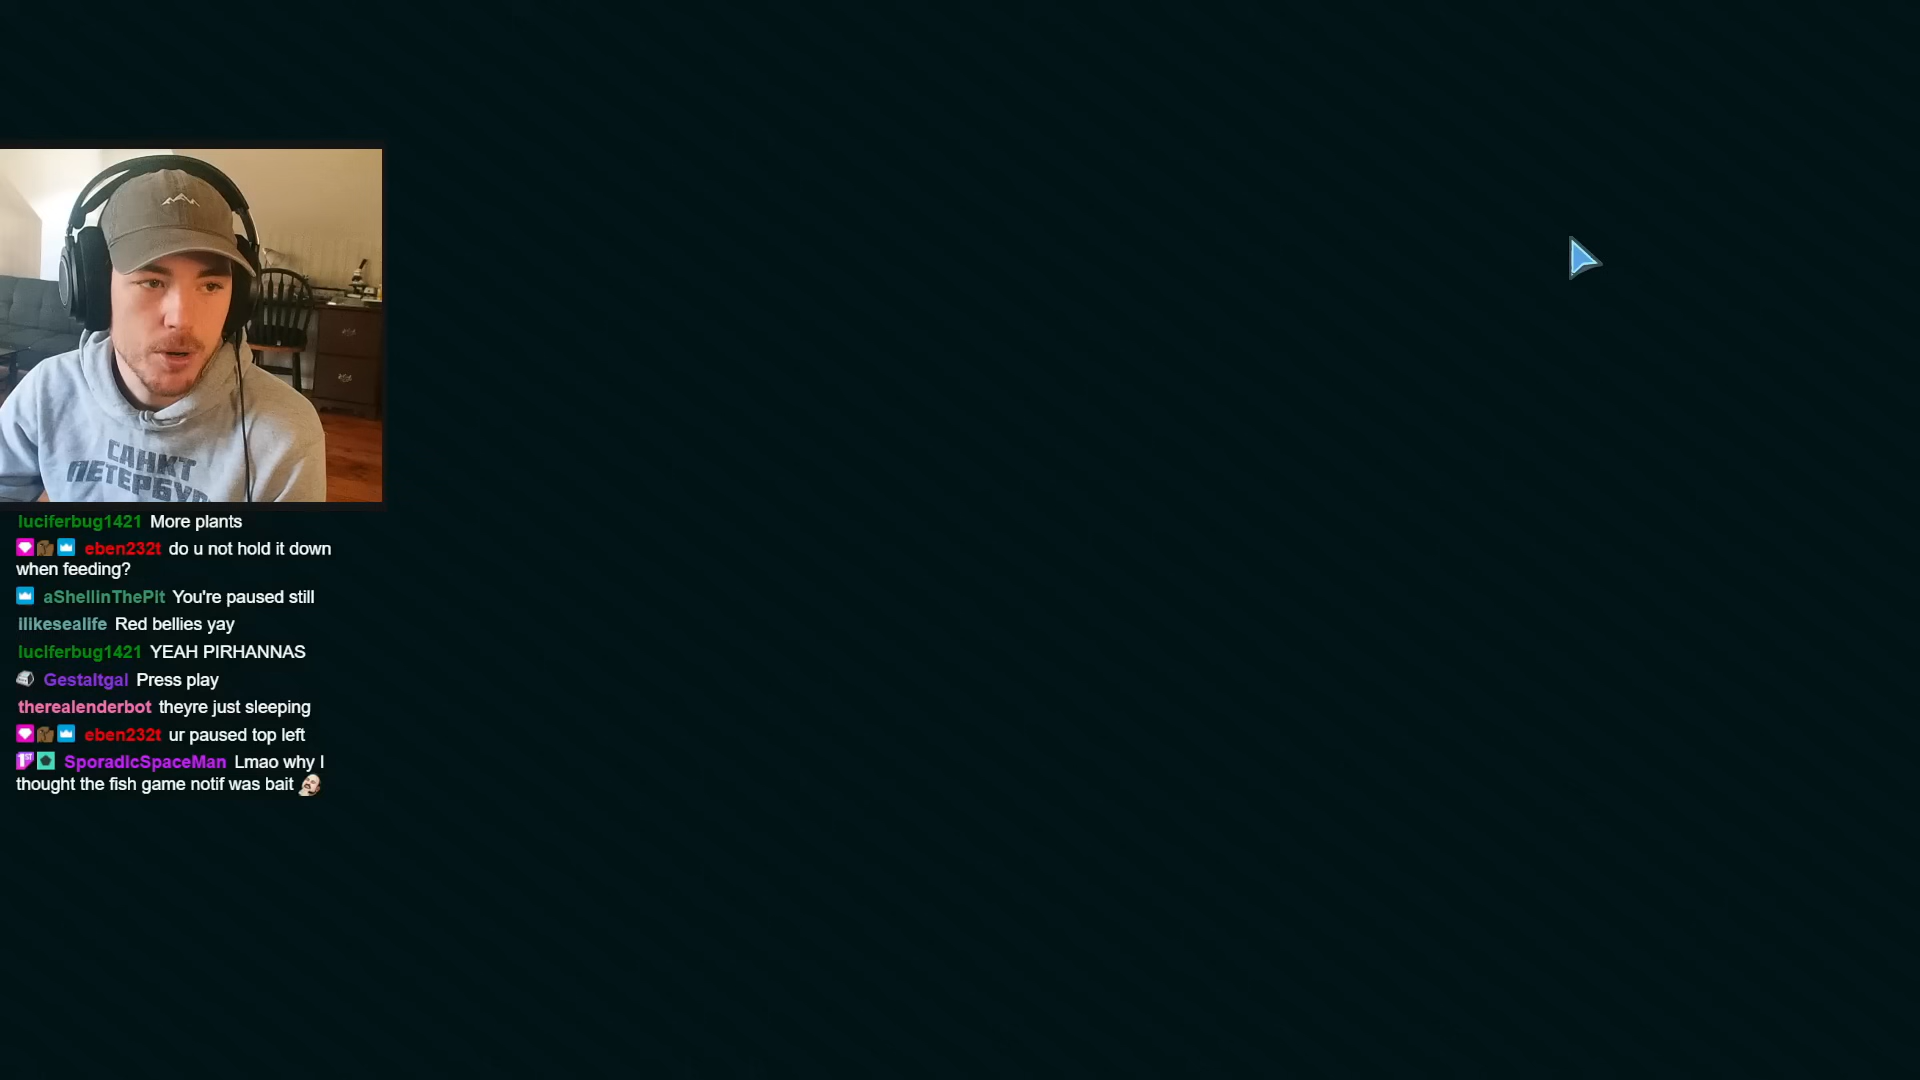 САНКТ
ПЕТЕРБУР
luciferbug1421 More plants
eben232t do u not hold it down
when feeding?
aShellInThePit You're paused still
ilikesealife Red bellies yay
luciferbug1421 YEAH PIRHANNAS
Gestaltgal Press play
therealenderbot theyre just sleeping
eben232t ur paused top left
SporadicSpaceMan Lmao why I
thought the fish game notif was bait